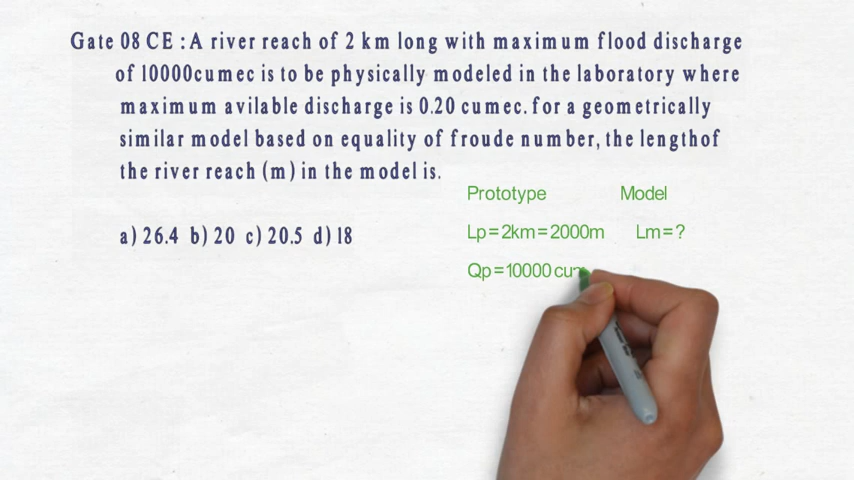 Gate 08 CE : A river reach of 2 km long with maximum flood discharge
of 10000cumec is to be physically modeled in the laboratory where
maximum avilable discharge is 0.20 cumec. for a geometrically
similar model based on equality of froude number, the lengthof
the river reach (m) in the model is.
Prototype Model
a) 26.4 b) 20 c) 20.5 d) 18
Lp=2km=2000m Lm=?
Qp=10000